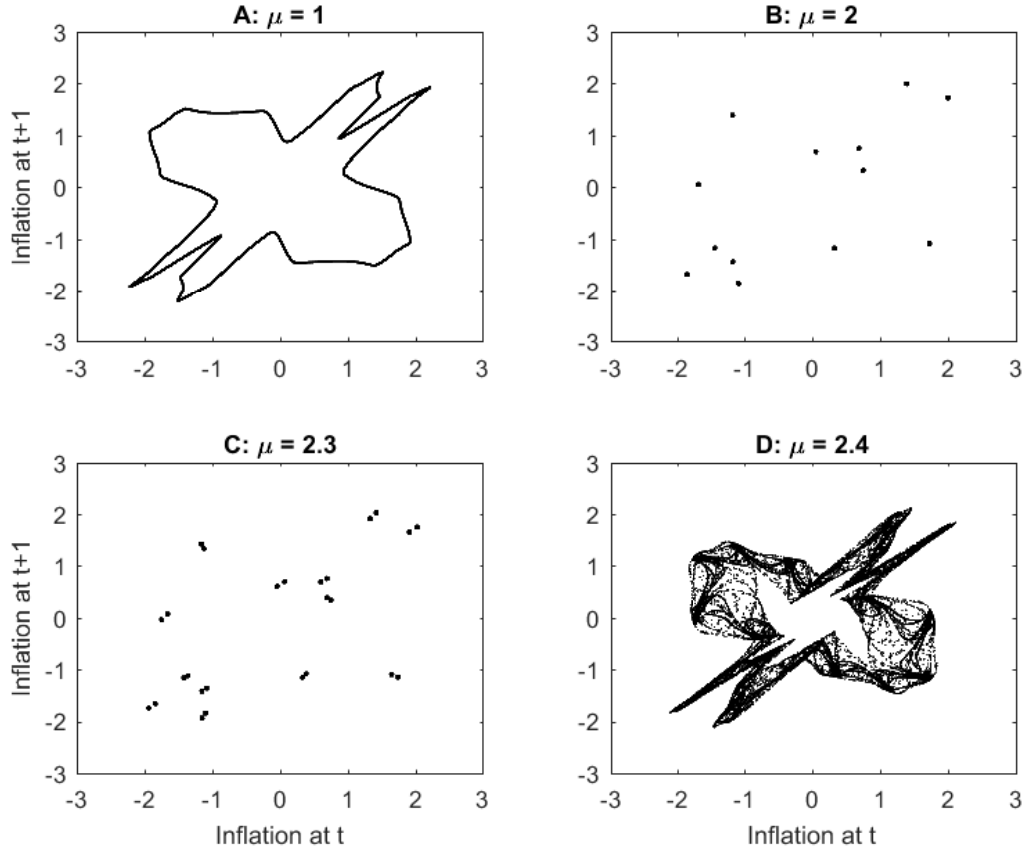 A: μ = 1
3
2
1
0
-1
-2
-3
Inflation at t+1
-3 -2 -1 0 1 2 3
B: μ = 2
3
2
1
0
-1
-2
-3
-3 -2 -1 0 1 2 3
C: μ = 2.3
3
2
1
0
-1
-2
-3
Inflation at t+1
-3 -2 -1 0 1 2 3
Inflation at t
D: μ = 2.4
3
2
1
0
-1
-2
-3
-3 -2 -1 0 1 2 3
Inflation at t